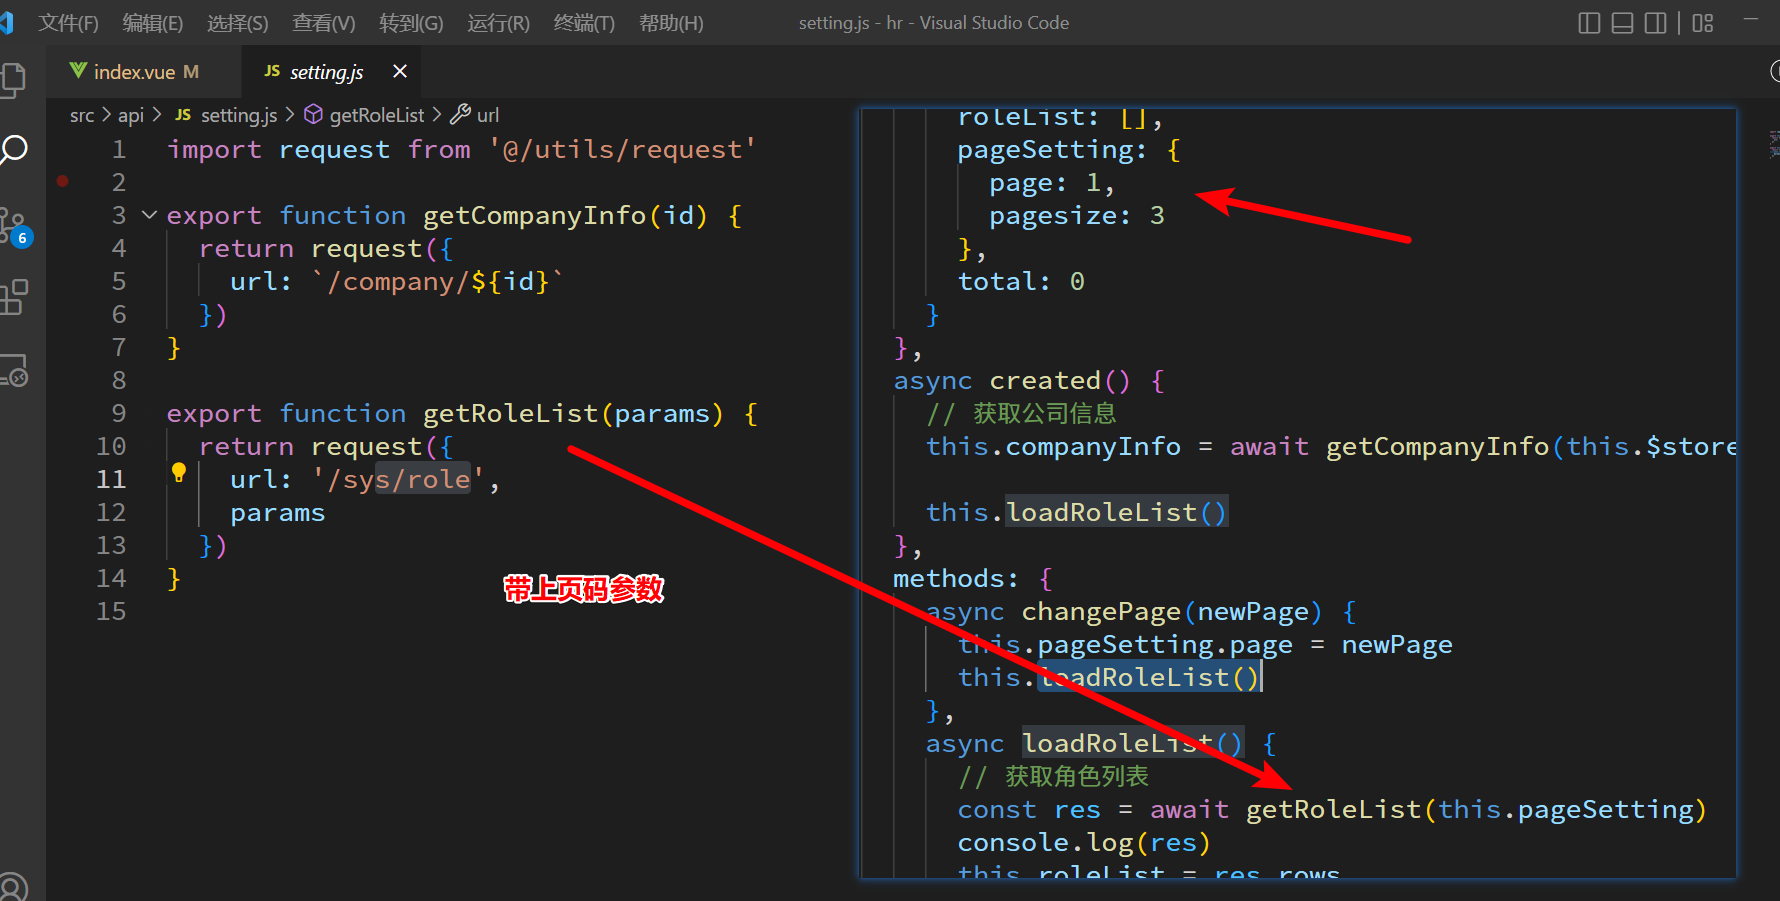 文件(F) 编辑(E) 选择(S) 查看(V) 转到(G) 运行(R) 终端(T) 帮助(H) setting.js - hr - Visual Studio Code
index.vue M JS setting.js ×
src > api > JS setting.js > getRoleList > url
6
1 import request from '@/utils/request'
2
3 export function getCompanyInfo(id) {
4 return request({
5 url: `/company/${id}`
6 })
7 }
8
9 export function getRoleList(params) {
10 return request({
11 url: '/sys/role',
12 params
13 })
14 }
15
带上页码参数
roleList: [],
pageSetting: {
page: 1,
pagesize: 3
},
total: 0
}
},
async created() {
// 获取公司信息
this.companyInfo = await getCompanyInfo(this.$store
this.loadRoleList()
},
methods: {
async changePage(newPage) {
this.pageSetting.page = newPage
this.loadRoleList()
},
async loadRoleList() {
// 获取角色列表
const res = await getRoleList(this.pageSetting)
console.log(res)
this.roleList = res.rows